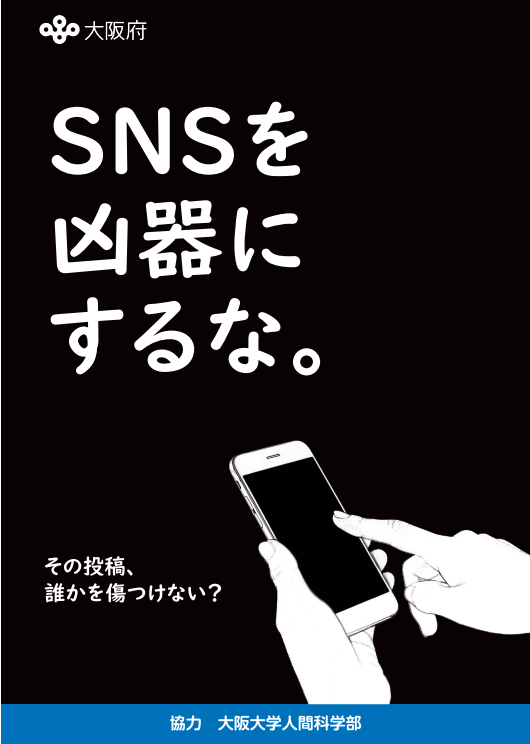 大阪府
SNSを
凶器に
するな。
その投稿、
誰かを傷つけない？
協力　大阪大学人間科学部